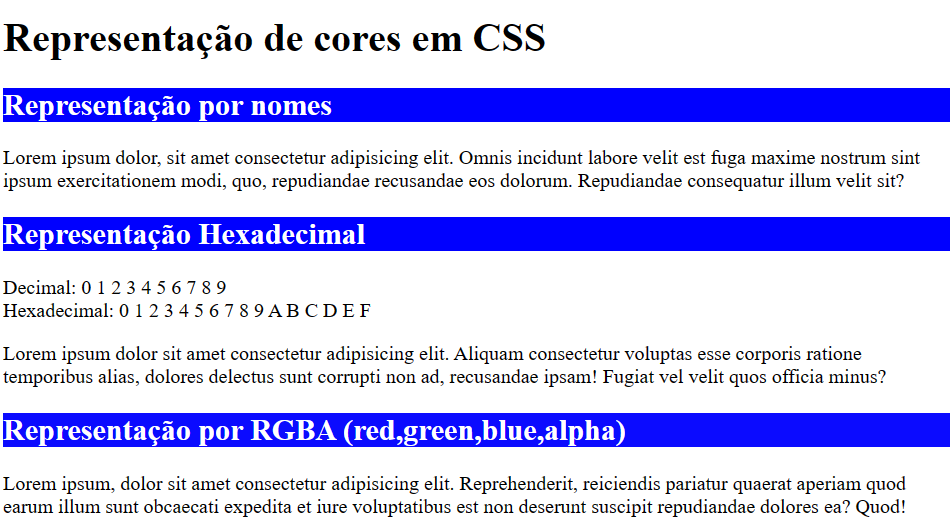 Representação de cores em CSS
Representação por nomes
Lorem ipsum dolor, sit amet consectetur adipisicing elit. Omnis incidunt labore velit est fuga maxime nostrum sint
ipsum exercitationem modi, quo, repudiandae recusandae eos dolorum. Repudiandae consequatur illum velit sit?
Representação Hexadecimal
Decimal: 0 1 2 3 4 5 6 7 8 9
Hexadecimal: 0 1 2 3 4 5 6 7 8 9 A B C D E F
Lorem ipsum dolor sit amet consectetur adipisicing elit. Aliquam consectetur voluptas esse corporis ratione
temporibus alias, dolores delectus sunt corrupti non ad, recusandae ipsam! Fugiat vel velit quos officia minus?
Representação por RGBA (red,green,blue,alpha)
Lorem ipsum, dolor sit amet consectetur adipisicing elit. Reprehenderit, reiciendis pariatur quaerat aperiam quod
earum illum sunt obcaecati expedita et iure voluptatibus est non deserunt suscipit repudiandae dolores ea? Quod!